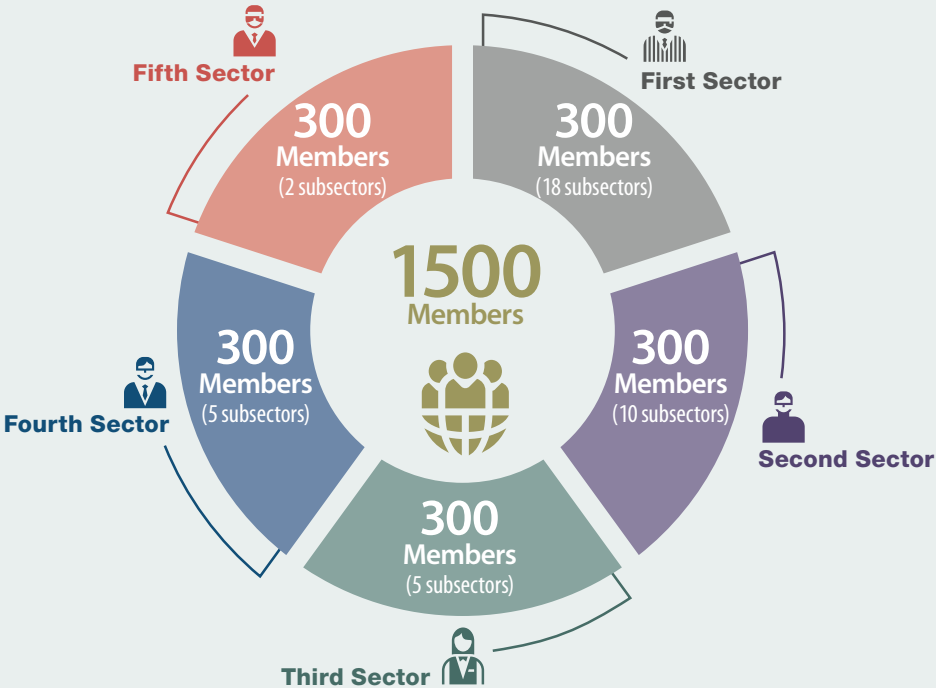 Fifth Sector
300
Members
(2 subsectors)
First Sector
300
Members
(18 subsectors)
1500
Members
Second Sector
300
Members
(10 subsectors)
Third Sector
300
Members
(5 subsectors)
Fourth Sector
300
Members
(5 subsectors)